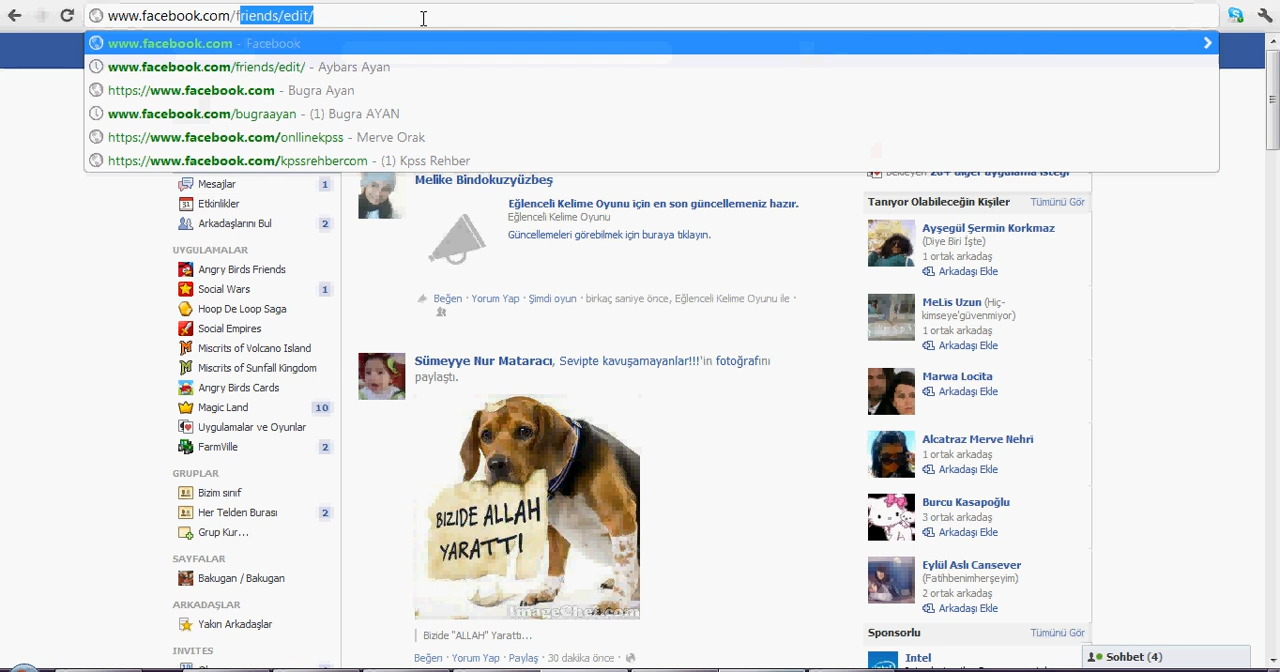 www.facebook.com/friends/edit/
www.facebook.com - Facebook
www.facebook.com/friends/edit/ - Aybars Ayan
https://www.facebook.com - Bugra Ayan
www.facebook.com/bugraayan - (1) Bugra AYAN
https://www.facebook.com/onllinekpss - Merve Orak
https://www.facebook.com/kpssrehbercom - (1) Kpss Rehber
Mesajlar 1
Etkinlikler
Arkadaşlarını Bul 2
UYGULAMALAR
Angry Birds Friends
Social Wars 1
Hoop De Loop Saga
Social Empires
Miscrits of Volcano Island
Miscrits of Sunfall Kingdom
Angry Birds Cards
Magic Land 10
Uygulamalar ve Oyunlar
FarmVille 2
GRUPLAR
Bizim sınıf
Her Telden Burası 2
Grup Kur...
SAYFALAR
Bakugan / Bakugan
ARKADAŞLAR
Yakın Arkadaşlar
INVITES
Melike Bindokuzyüzbeş
Eğlenceli Kelime Oyunu için en son güncellemeniz hazır.
Eğlenceli Kelime Oyunu
Güncellemeleri görebilmek için buraya tıklayın.
Beğen · Yorum Yap · Şimdi oyun · birkaç saniye önce, Eğlenceli Kelime Oyunu ile ·
Sümeyye Nur Mataracı, Sevipte kavuşamayanlar!!!'in fotoğrafını
paylaştı.
BIZIDE ALLAH
YARATTI
ImageChef.com
Bizide "ALLAH" Yarattı...
Beğen · Yorum Yap · Paylaş · 30 dakika önce ·
Bekleyen 20+ diğer uygulama isteği
Tanıyor Olabileceğin Kişiler Tümünü Gör
Ayşegül Şermin Korkmaz
(Diye Biri İşte)
1 ortak arkadaş
Arkadaşı Ekle
MeLis Uzun (Hiç-
kimseye'güvenmiyor)
1 ortak arkadaş
Arkadaşı Ekle
Marwa Locita
Arkadaşı Ekle
Alcatraz Merve Nehri
1 ortak arkadaş
Arkadaşı Ekle
Burcu Kasapoğlu
3 ortak arkadaş
Arkadaşı Ekle
Eylül Aslı Cansever
(Fatihbenimherşeyim)
2 ortak arkadaş
Arkadaşı Ekle
Sponsorlu Tümünü Gör
Intel
Sohbet (4)